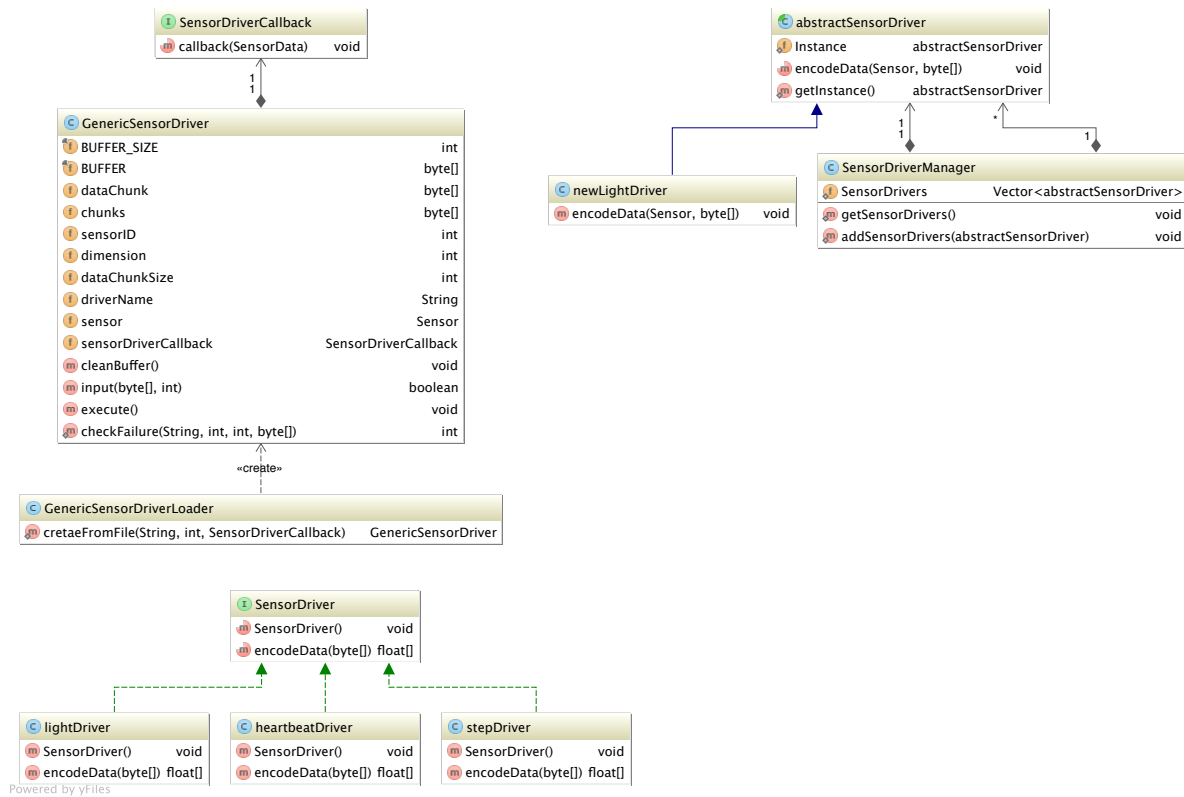 SensorDriverCallback
callback(SensorData) void
1
1
GenericSensorDriver
BUFFER_SIZE int
BUFFER byte[]
dataChunk byte[]
chunks byte[]
sensorID int
dimension int
dataChunkSize int
driverName String
sensor Sensor
sensorDriverCallback SensorDriverCallback
cleanBuffer() void
input(byte[], int) boolean
execute() void
checkFailure(String, int, int, byte[]) int
«create»
GenericSensorDriverLoader
cretaeFromFile(String, int, SensorDriverCallback) GenericSensorDriver
abstractSensorDriver
Instance abstractSensorDriver
encodeData(Sensor, byte[]) void
getInstance() abstractSensorDriver
1
1
*
1
newLightDriver
encodeData(Sensor, byte[]) void
SensorDriverManager
SensorDrivers Vector<abstractSensorDriver>
getSensorDrivers() void
addSensorDrivers(abstractSensorDriver) void
SensorDriver
SensorDriver() void
encodeData(byte[]) float[]
lightDriver
SensorDriver() void
encodeData(byte[]) float[]
heartbeatDriver
SensorDriver() void
encodeData(byte[]) float[]
stepDriver
SensorDriver() void
encodeData(byte[]) float[]
Powered by yFiles